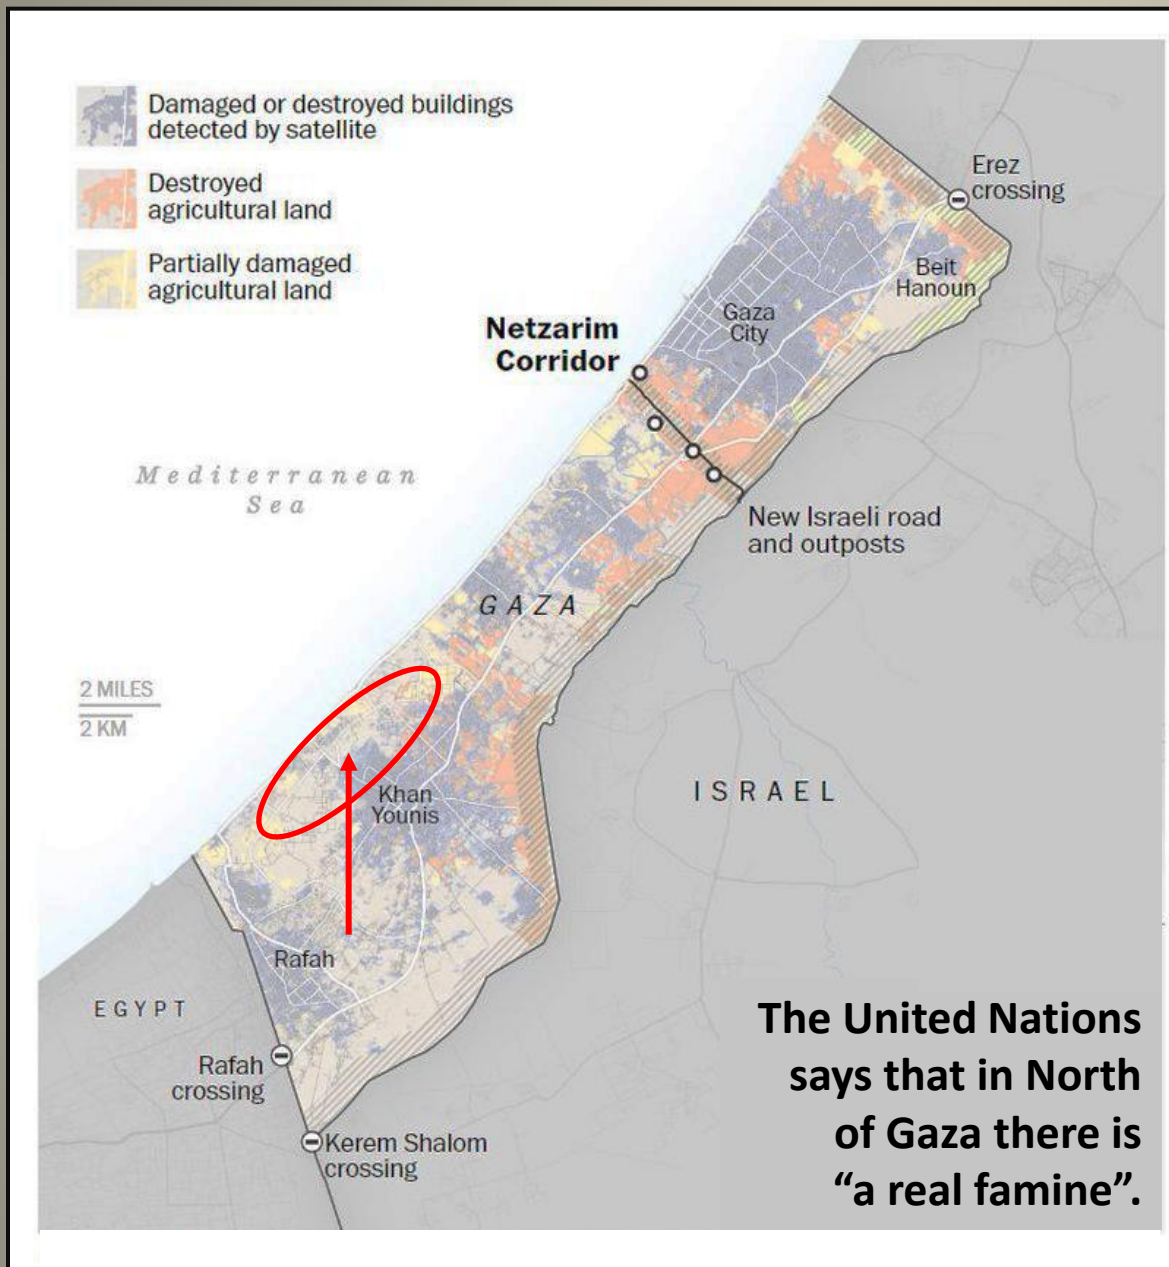 Damaged or destroyed buildings
detected by satellite
Destroyed
agricultural land
Partially damaged
agricultural land
Erez
crossing
Beit
Hanoun
Gaza
City
Netzarim
Corridor
Mediterranean
Sea
New Israeli road
and outposts
GAZA
2 MILES
2 KM
ISRAEL
Khan
Younis
Rafah
EGYPT
Rafah
crossing
Kerem Shalom
crossing
The United Nations
says that in North
of Gaza there is
“a real famine”.